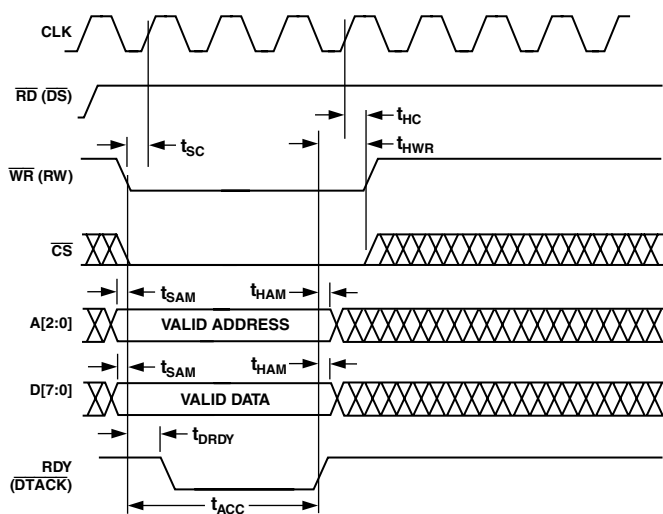 CLK
RD (DS)
tHC
tSC
tHWR
WR (RW)
CS
tSAM
tHAM
A[2:0]
VALID ADDRESS
tSAM
tHAM
D[7:0]
VALID DATA
tDRDY
RDY
(DTACK)
tACC